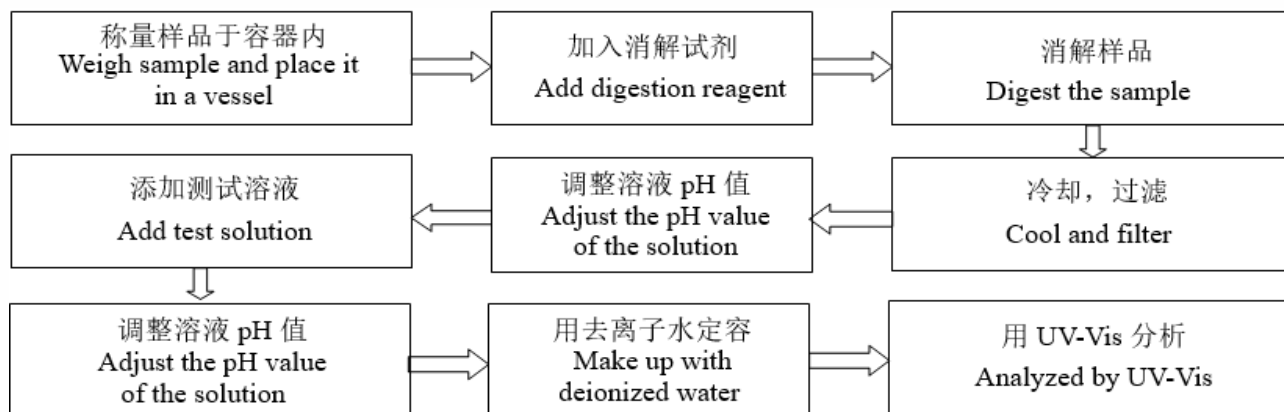 称量样品于容器内
Weigh sample and place it
in a vessel
加入消解试剂
Add digestion reagent
消解样品
Digest the sample
冷却，过滤
Cool and filter
调整溶液 pH 值
Adjust the pH value
of the solution
添加测试溶液
Add test solution
调整溶液 pH 值
Adjust the pH value
of the solution
用去离子水定容
Make up with
deionized water
用 UV-Vis 分析
Analyzed by UV-Vis